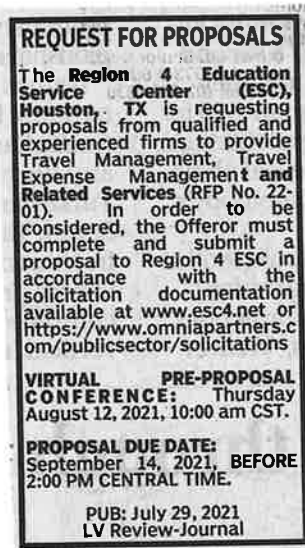 REQUEST FOR PROPOSALS
The Region 4 Education
Service Center (ESC),
Houston, TX is requesting
proposals from qualified and
experienced firms to provide
Travel Management, Travel
Expense Management and
Related Services (RFP No. 22-
01). In order to be
considered, the Offeror must
complete and submit a
proposal to Region 4 ESC in
accordance with the
solicitation documentation
available at www.esc4.net or
https://www.omniapartners.c
om/publicsector/solicitations
VIRTUAL PRE-PROPOSAL
CONFERENCE: Thursday
August 12, 2021, 10:00 am CST.
PROPOSAL DUE DATE:
September 14, 2021, BEFORE
2:00 PM CENTRAL TIME.
PUB: July 29, 2021
LV Review-Journal